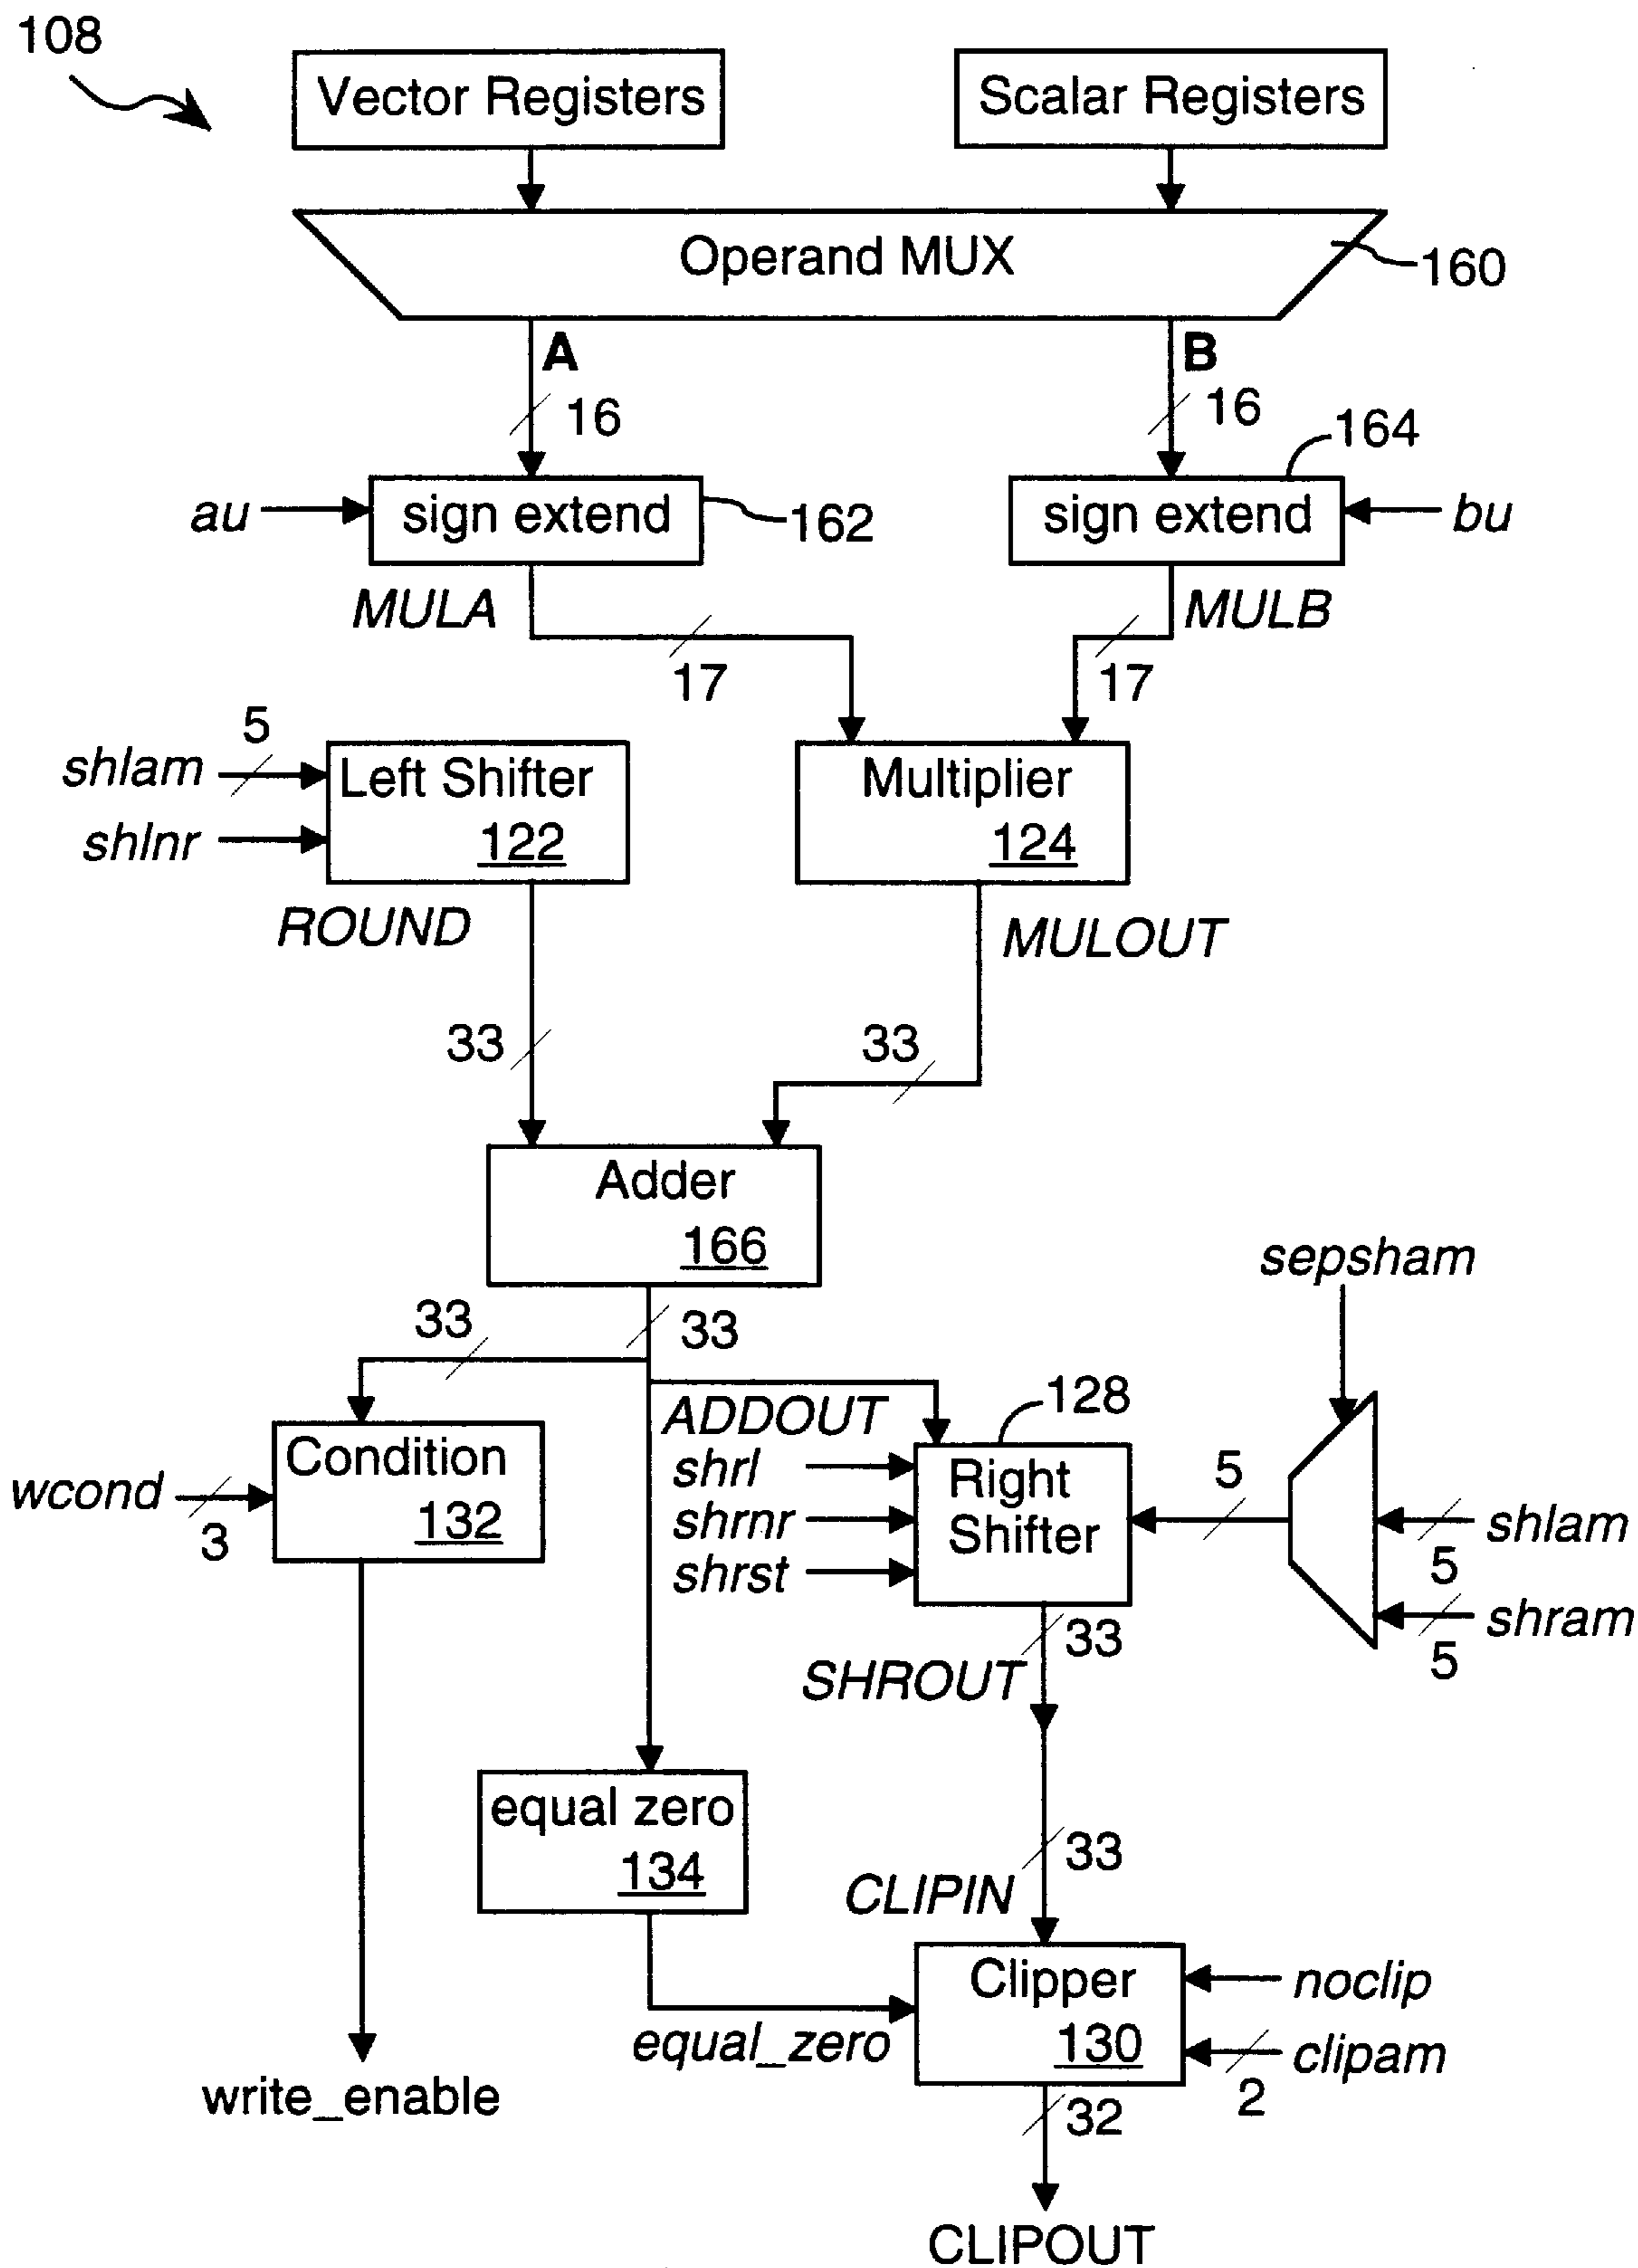 108
Vector Registers
Scalar Registers
Operand MUX
160
A
B
16
16
164
au
sign extend
162
sign extend
bu
MULA
MULB
17
17
5
shlam
Left Shifter
Multiplier
shlnr
122
124
ROUND
MULOUT
33
33
Adder
166
sepsham
33
33
ADDOUT
128
Condition
132
wcond
3
shrl
shrnr
shrst
Right
Shifter
5
shlam
5
shram
5
33
SHROUT
equal zero
134
33
CLIPIN
Clipper
130
noclip
equal_zero
clipam
2
write_enable
32
CLIPOUT